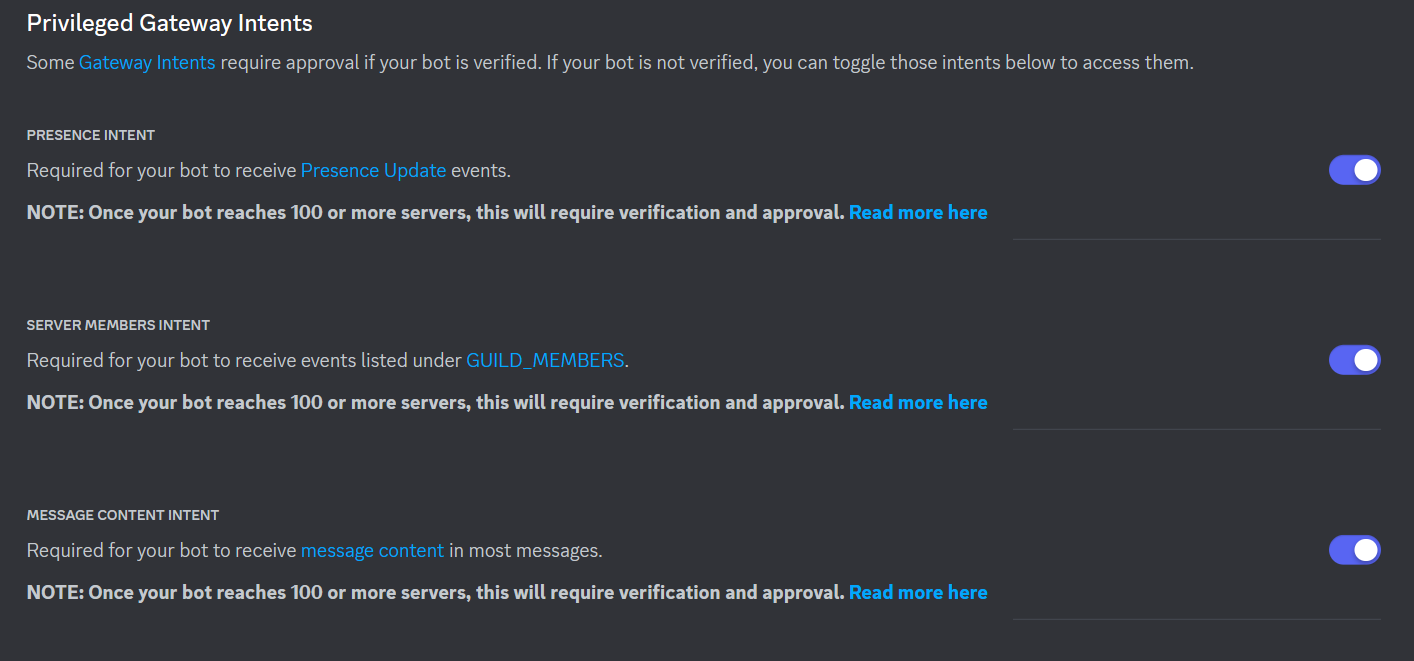 Privileged Gateway Intents
Some Gateway Intents require approval if your bot is verified. If your bot is not verified, you can toggle those intents below to access them.
PRESENCE INTENT
Required for your bot to receive Presence Update events.
NOTE: Once your bot reaches 100 or more servers, this will require verification and approval. Read more here
SERVER MEMBERS INTENT
Required for your bot to receive events listed under GUILD_MEMBERS.
NOTE: Once your bot reaches 100 or more servers, this will require verification and approval. Read more here
MESSAGE CONTENT INTENT
Required for your bot to receive message content in most messages.
NOTE: Once your bot reaches 100 or more servers, this will require verification and approval. Read more here